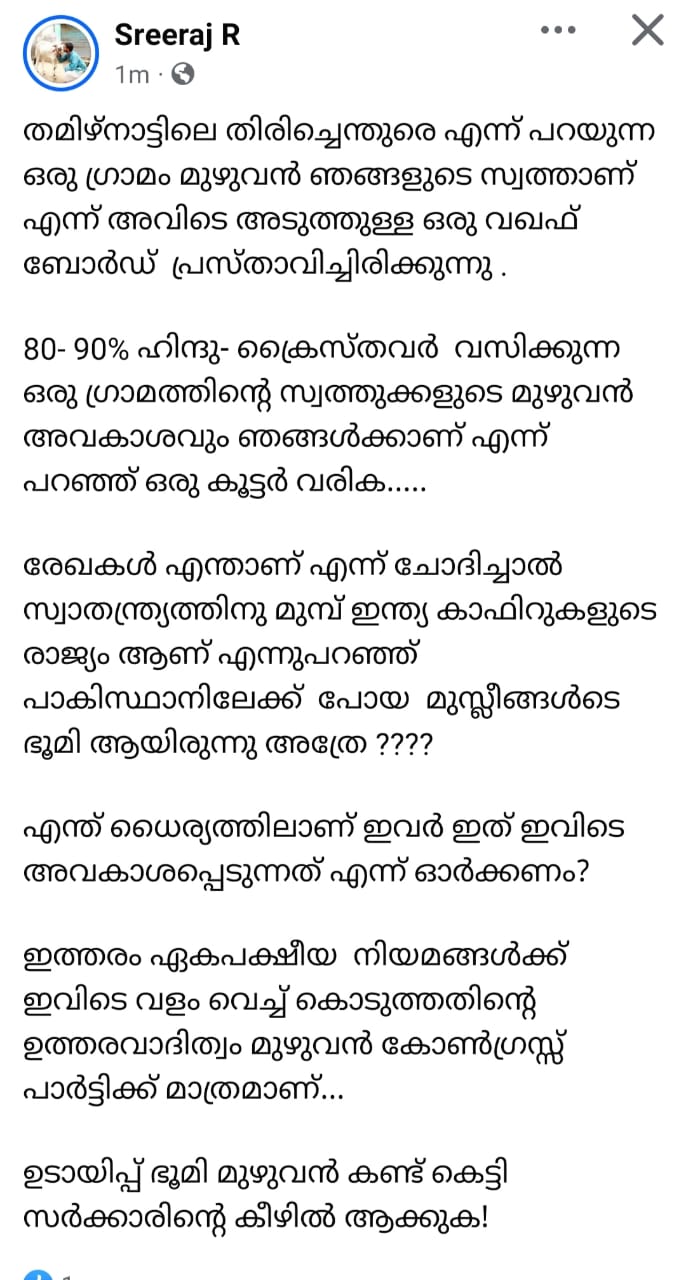 Sreeraj R
1m ·
തമിഴ്നാട്ടിലെ തിരിച്ചെന്തുരെ എന്ന് പറയുന്ന
ഒരു ഗ്രാമം മുഴുവൻ ഞങ്ങളുടെ സ്വത്താണ്
എന്ന് അവിടെ അടുത്തുള്ള ഒരു വഖഫ്
ബോർഡ് പ്രസ്താവിച്ചിരിക്കുന്നു .
80- 90% ഹിന്ദു- ക്രൈസ്തവർ വസിക്കുന്ന
ഒരു ഗ്രാമത്തിന്റെ സ്വത്തുക്കളുടെ മുഴുവൻ
അവകാശവും ഞങ്ങൾക്കാണ് എന്ന്
പറഞ്ഞ് ഒരു കൂട്ടർ വരിക.....
രേഖകൾ എന്താണ് എന്ന് ചോദിച്ചാൽ
സ്വാതന്ത്ര്യത്തിനു മുമ്പ് ഇന്ത്യ കാഫിറുകളുടെ
രാജ്യം ആണ് എന്നുപറഞ്ഞ്
പാകിസ്ഥാനിലേക്ക് പോയ മുസ്ലീങ്ങൾടെ
ഭൂമി ആയിരുന്നു അത്രേ ????
എന്ത് ധൈര്യത്തിലാണ് ഇവർ ഇത് ഇവിടെ
അവകാശപ്പെടുന്നത് എന്ന് ഓർക്കണം?
ഇത്തരം ഏകപക്ഷീയ നിയമങ്ങൾക്ക്
ഇവിടെ വളം വെച്ച് കൊടുത്തതിന്റെ
ഉത്തരവാദിത്വം മുഴുവൻ കോൺഗ്രസ്സ്
പാർട്ടിക്ക് മാത്രമാണ്...
ഉടായിപ്പ് ഭൂമി മുഴുവൻ കണ്ട് കെട്ടി
സർക്കാരിന്റെ കീഴിൽ ആക്കുക!